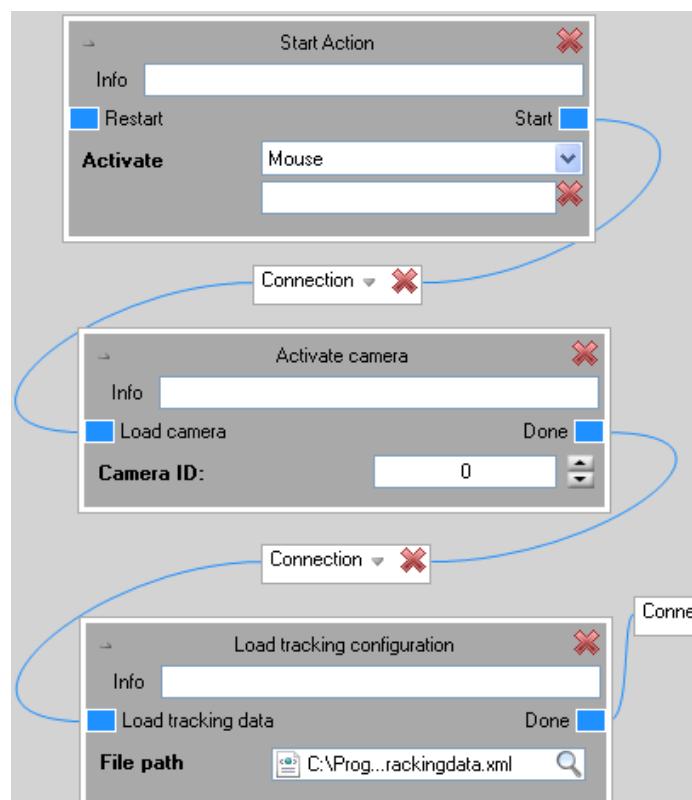 Start Action
Info
Restart Start
Activate Mouse
Connection
Activate camera
Info
Load camera Done
Camera ID: 0
Connection
Conne
Load tracking configuration
Info
Load tracking data Done
File path C:\Prog...rackingdata.xml